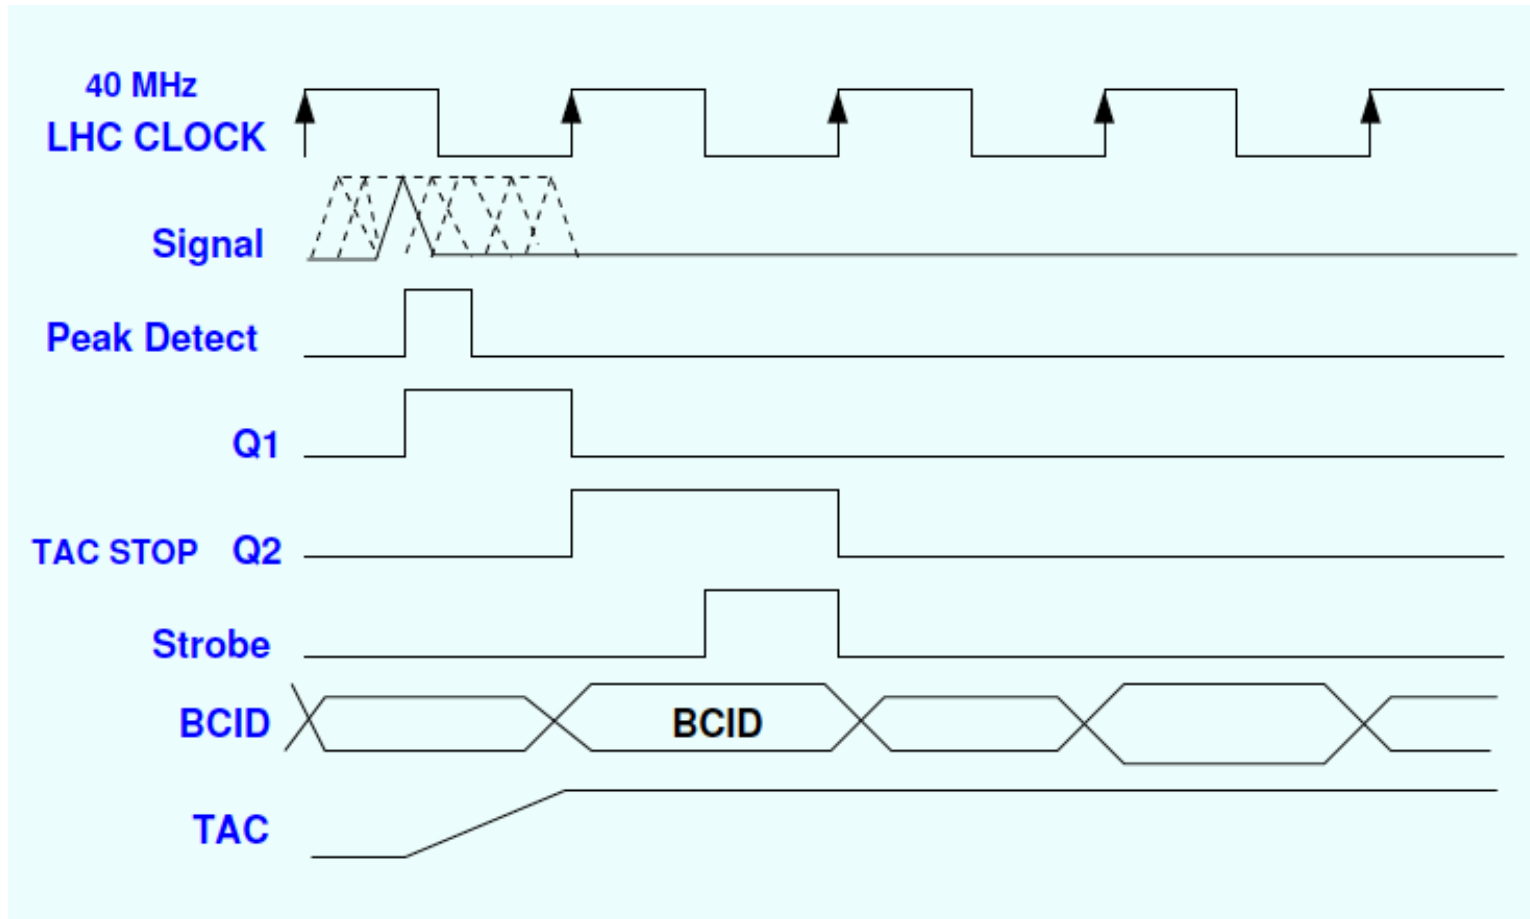 40 MHz
LHC CLOCK
Signal
Peak Detect
Q1
TAC STOP Q2
Strobe
BCID BCID
TAC